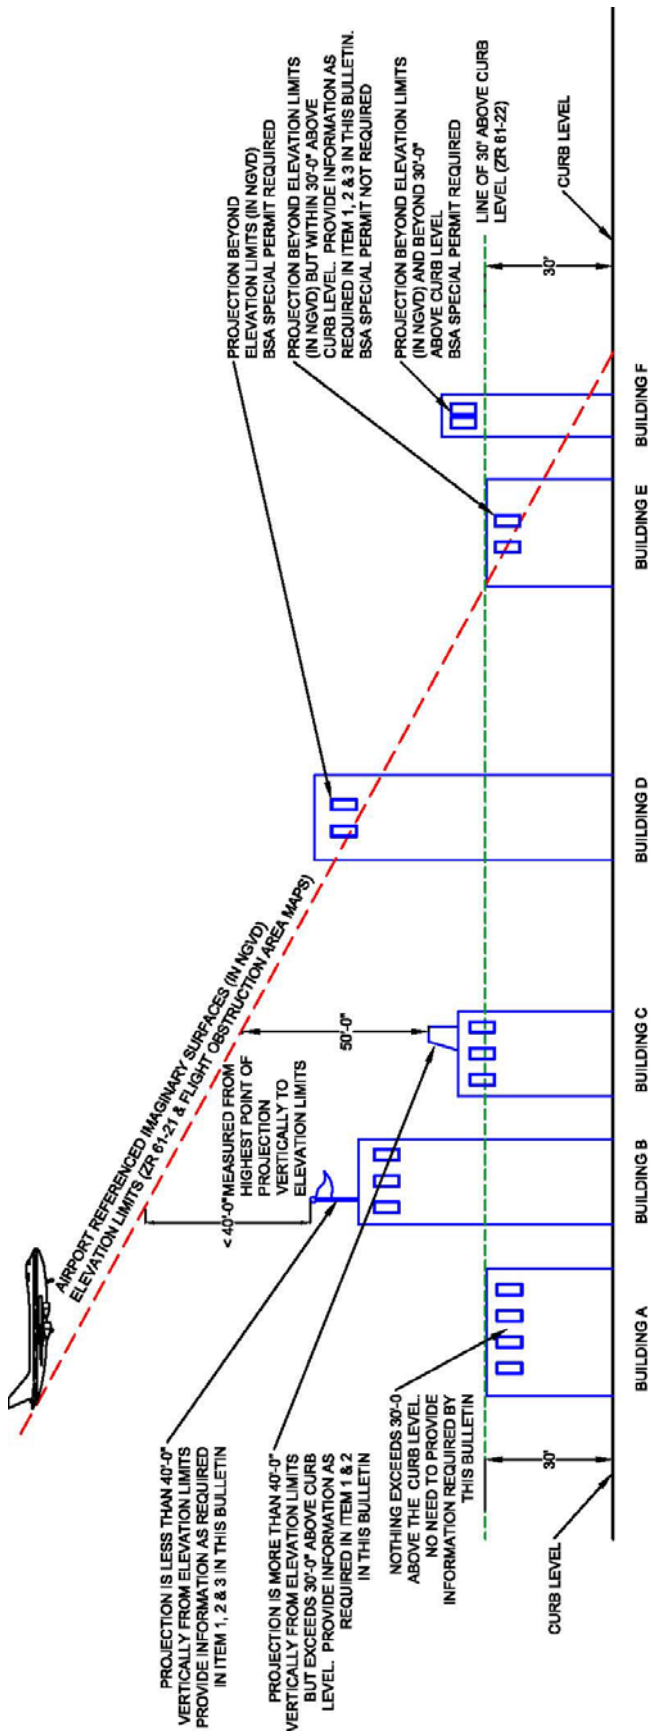 AIRPORT REFERENCED IMAGINARY SURFACES (IN NGVD)
ELEVATION LIMITS (ZR 61-21 & FLIGHT OBSTRUCTION AREA MAPS)
PROJECTION IS LESS THAN 40'-0"
VERTICALLY FROM ELEVATION LIMITS
PROVIDE INFORMATION AS REQUIRED
IN ITEM 1, 2 & 3 IN THIS BULLETIN
PROJECTION IS MORE THAN 40'-0"
VERTICALLY FROM ELEVATION LIMITS
BUT EXCEEDS 30'-0" ABOVE CURB
LEVEL. PROVIDE INFORMATION AS
REQUIRED IN ITEM 1 & 2
IN THIS BULLETIN
NOTHING EXCEEDS 30'-0
ABOVE THE CURB LEVEL.
NO NEED TO PROVIDE
INFORMATION REQUIRED BY
THIS BULLETIN
30'
CURB LEVEL
< 40'-0" MEASURED FROM
HIGHEST POINT OF
PROJECTION
VERTICALLY TO
ELEVATION LIMITS
50'-0"
PROJECTION BEYOND
ELEVATION LIMITS (IN NGVD)
BSA SPECIAL PERMIT REQUIRED
PROJECTION BEYOND ELEVATION LIMITS
(IN NGVD) BUT WITHIN 30'-0" ABOVE
CURB LEVEL. PROVIDE INFORMATION AS
REQUIRED IN ITEM 1, 2 & 3 IN THIS BULLETIN.
BSA SPECIAL PERMIT NOT REQUIRED
PROJECTION BEYOND ELEVATION LIMITS
(IN NGVD) AND BEYOND 30'-0"
ABOVE CURB LEVEL
BSA SPECIAL PERMIT REQUIRED
LINE OF 30' ABOVE CURB
LEVEL (ZR 61-22)
30'
CURB LEVEL
BUILDING A
BUILDING B
BUILDING C
BUILDING D
BUILDING E
BUILDING F